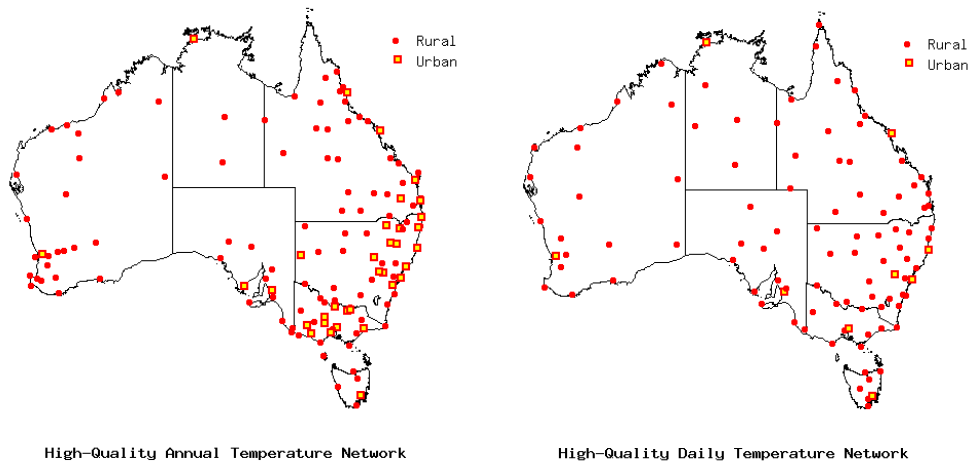 Rural
Urban
Rural
Urban
High-Quality Annual Temperature Network
High-Quality Daily Temperature Network